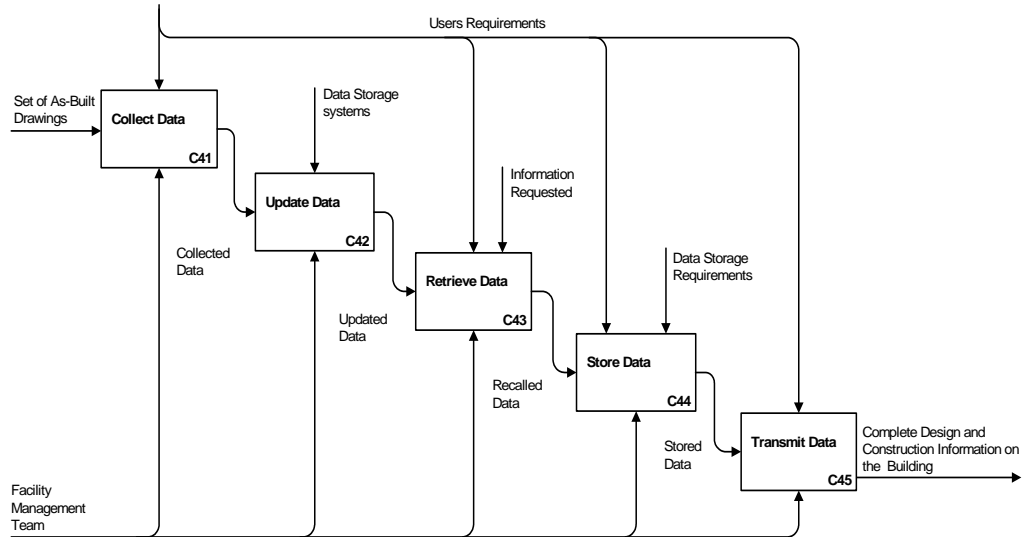 Users Requirements
Set of As-Built
Drawings
Collect Data
C41
Data Storage
systems
Update Data
C42
Information
Requested
Collected
Data
Retrieve Data
C43
Data Storage
Requirements
Updated
Data
Store Data
C44
Recalled
Data
Transmit Data
C45
Stored
Data
Complete Design and
Construction Information on
the Building
Facility
Management
Team